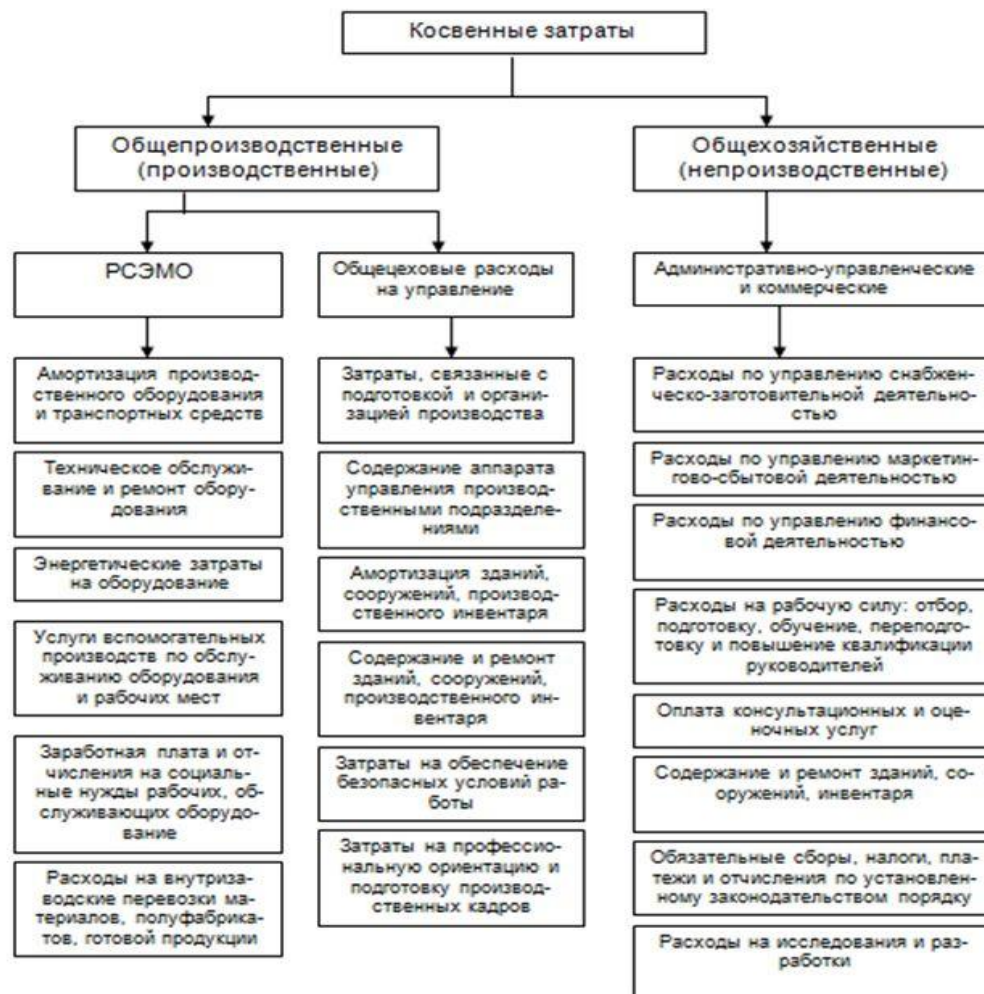 Косвенные затраты
Общепроизводственные
(производственные)
Общехозяйственные
(непроизводственные)
РСЭМО
Общецеховые расходы
на управление
Административно-управленческие
и коммерческие
Амортизация производ-
ственного оборудования
и транспортных средств
Техническое обслужи-
вание и ремонт обору-
дования
Энергетические затраты
на оборудование
Услуги вспомогательных
производств по обслу-
живанию оборудования
и рабочих мест
Заработная плата и от-
числения на социаль-
ные нужды рабочих, об-
служивающих оборудо-
вание
Расходы на внутриза-
водские перевозки ма-
териалов, полуфабрика-
тов, готовой продукции
Затраты, связанные с
подготовкой и органи-
зацией производства
Содержание аппарата
управления производ-
ственными подразделе-
ниями
Амортизация зданий,
сооружений, производ-
ственного инвентаря
Содержание и ремонт
зданий, сооружений,
производственного ин-
вентаря
Затраты на обеспечение
безопасных условий ра-
боты
Затраты на профессио-
нальную ориентацию и
подготовку производ-
ственных кадров
Расходы по управлению снабжен-
ческо-заготовительной деятельно-
стью
Расходы по управлению маркетин-
гово-сбытовой деятельностью
Расходы по управлению финансо-
вой деятельностью
Расходы на рабочую силу: отбор,
подготовку, обучение, переподго-
товку и повышение квалификации
руководителей
Оплата консультационных и оце-
ночных услуг
Содержание и ремонт зданий, со-
оружений, инвентаря
Обязательные сборы, налоги, пла-
тежи и отчисления по установлен-
ному законодательством порядку
Расходы на исследования и раз-
работки